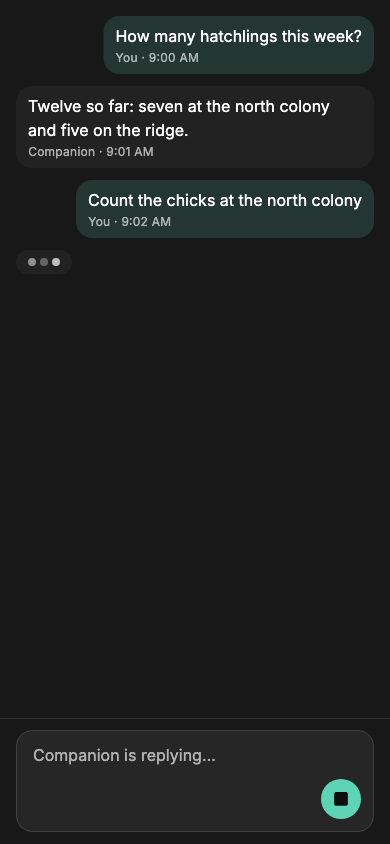 How many hatchlings this week?
You · 9:00 AM
Twelve so far: seven at the north colony
and five on the ridge.
Companion · 9:01 AM
Count the chicks at the north colony
You · 9:02 AM
Companion is replying...